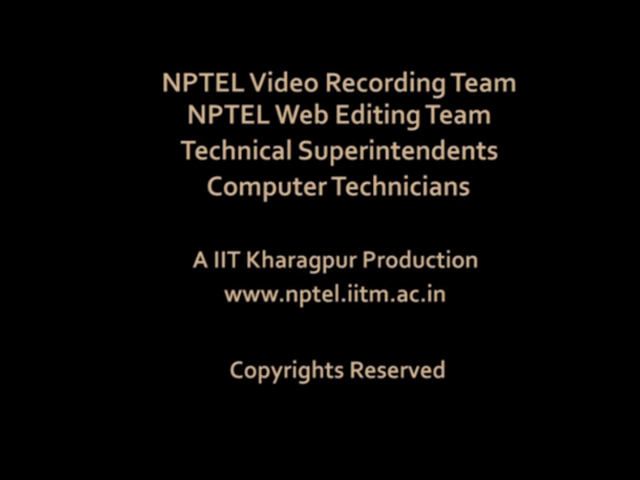 NPTEL Video Recording Team
NPTEL Web Editing Team
Technical Superintendents
Computer Technicians
A IIT Kharagpur Production
www.nptel.iitm.ac.in
Copyrights Reserved